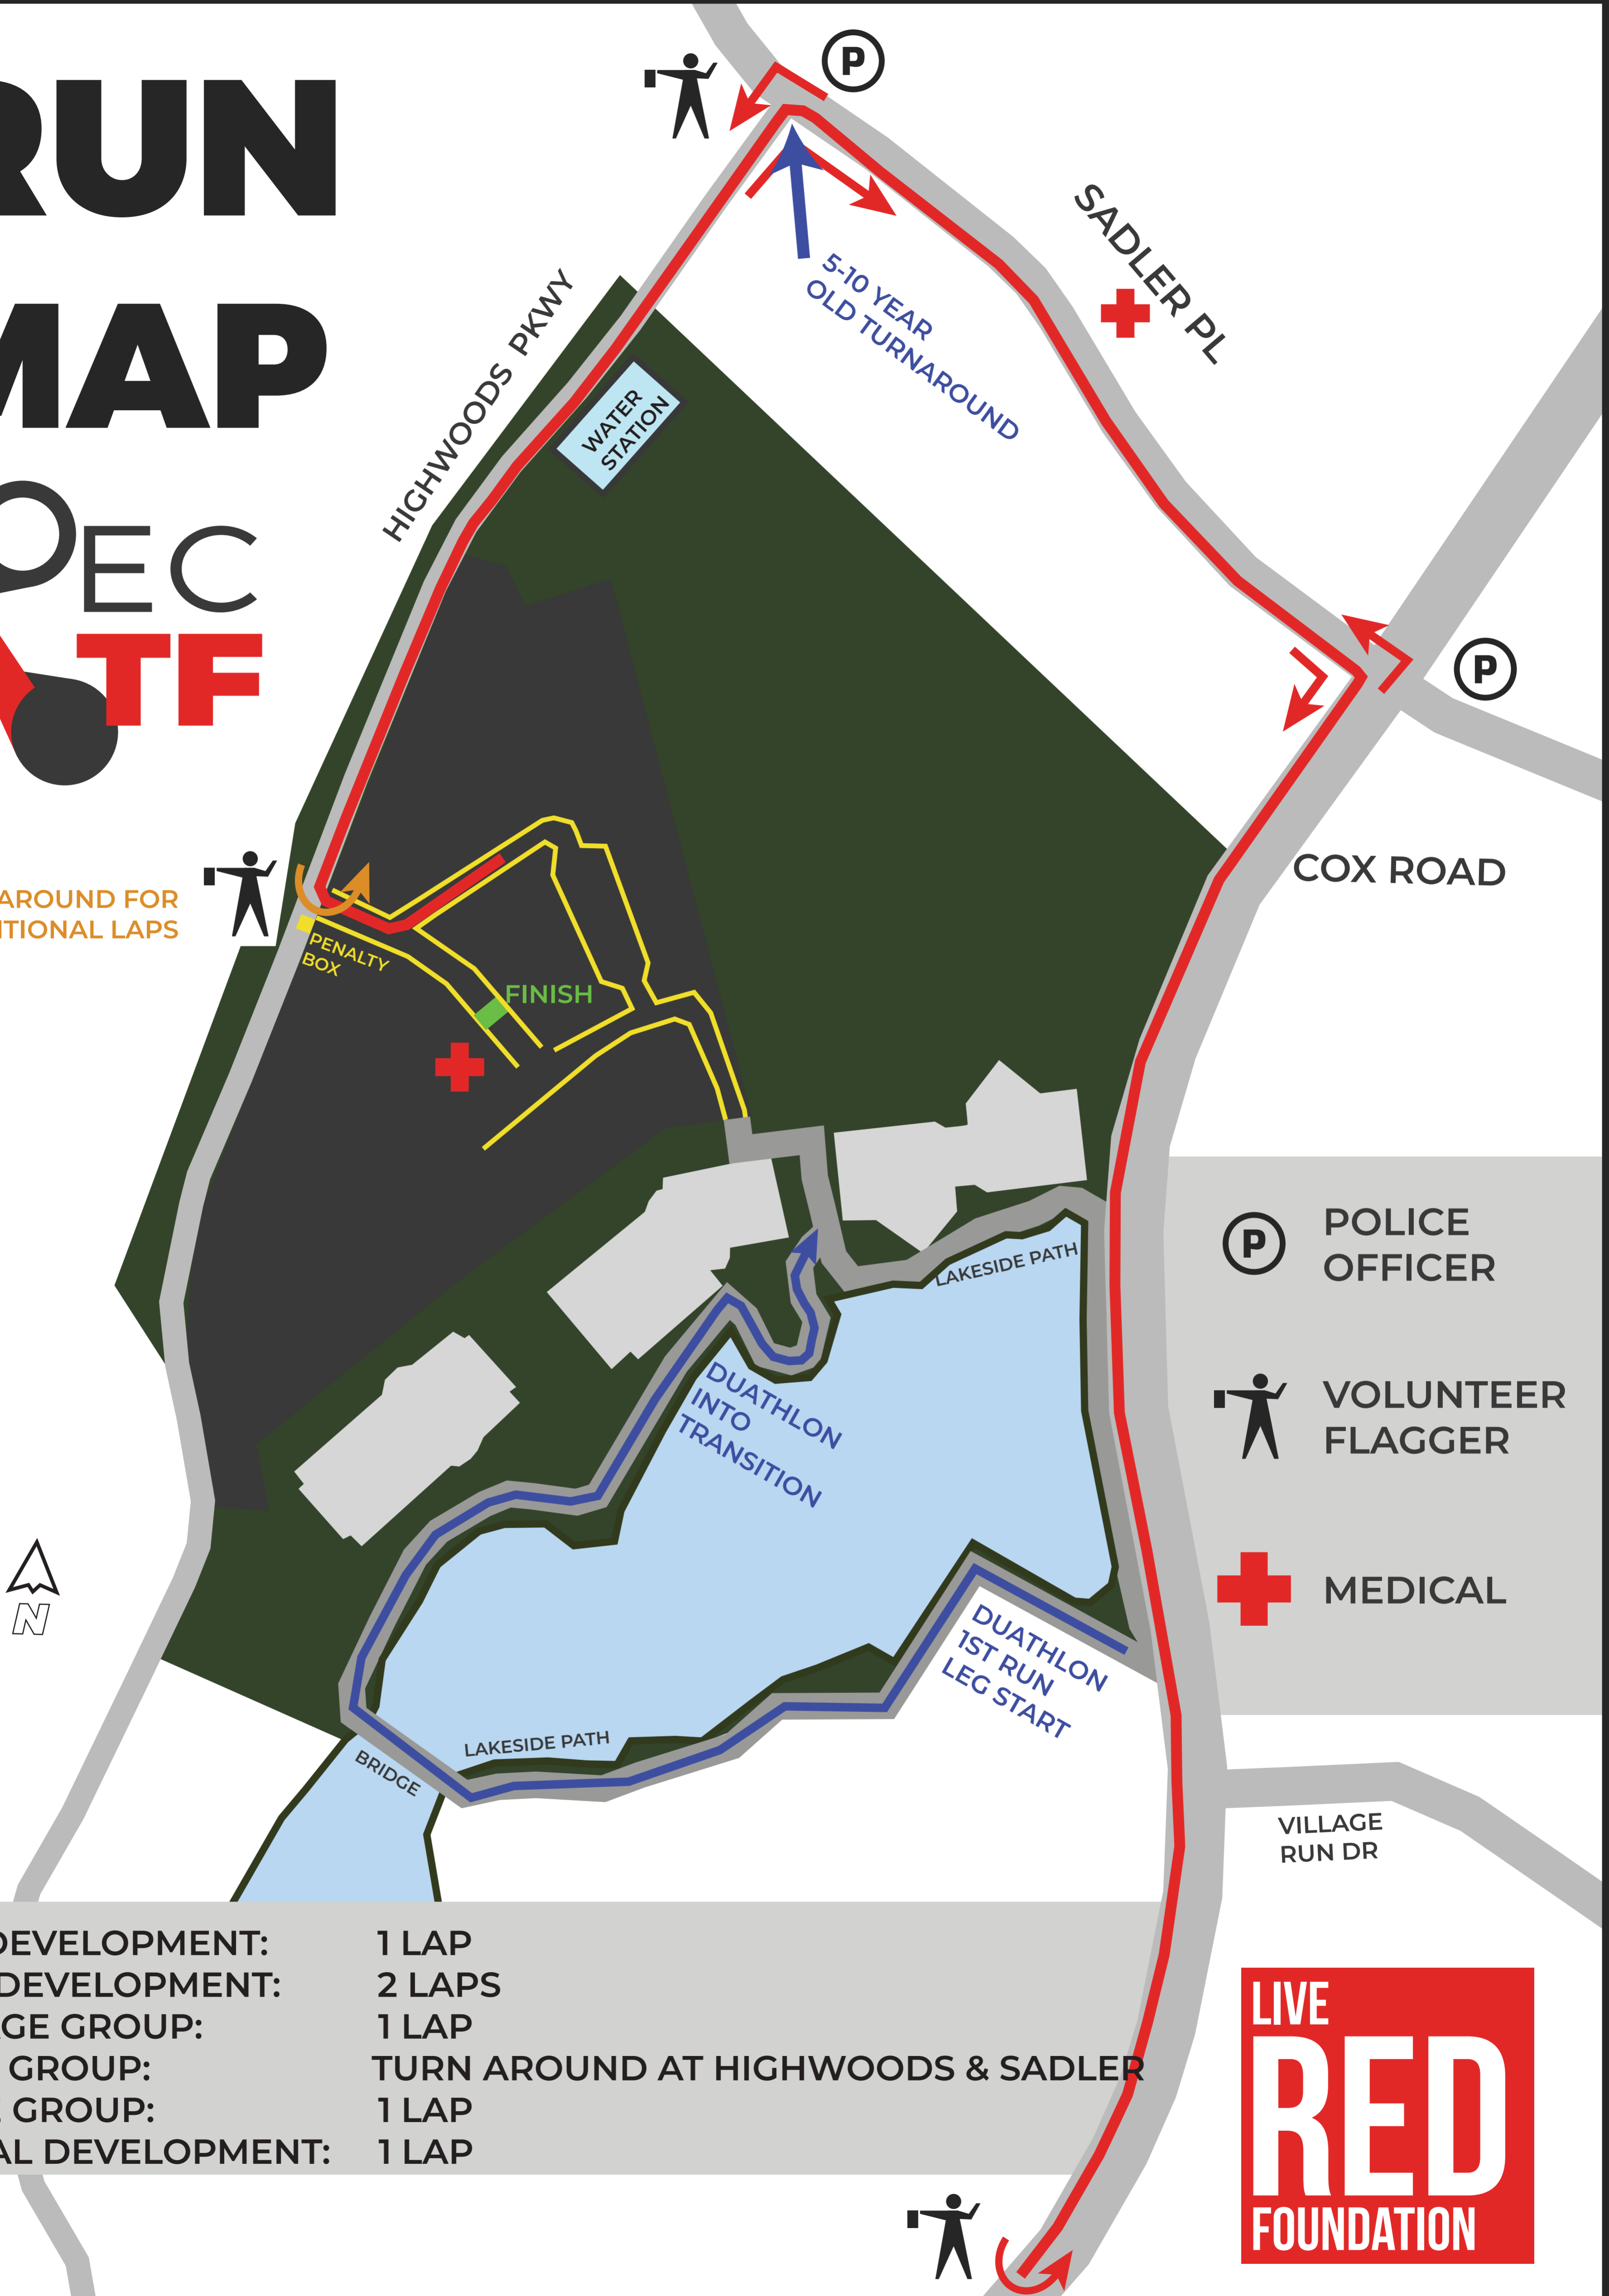 RUN
MAP
P
5-10 YEAR
OLD TURNAROUND
SADLER PL
HIGHWOODS PKWY
WATER
STATION
PEC
TF
P
COX ROAD
AROUND FOR
TIONAL LAPS
PENALTY
BOX
FINISH
LAKESIDE PATH
P
POLICE
OFFICER
VOLUNTEER
FLAGGER
MEDICAL
DUATHLON
INTO
TRANSITION
N
DUATHLON
1ST RUN
LEG START
LAKESIDE PATH
BRIDGE
VILLAGE
RUN DR
DEVELOPMENT: 1 LAP
DEVELOPMENT: 2 LAPS
GE GROUP: 1 LAP
GROUP: TURN AROUND AT HIGHWOODS & SADLER
GROUP: 1 LAP
AL DEVELOPMENT: 1 LAP
LIVE
RED
FOUNDATION